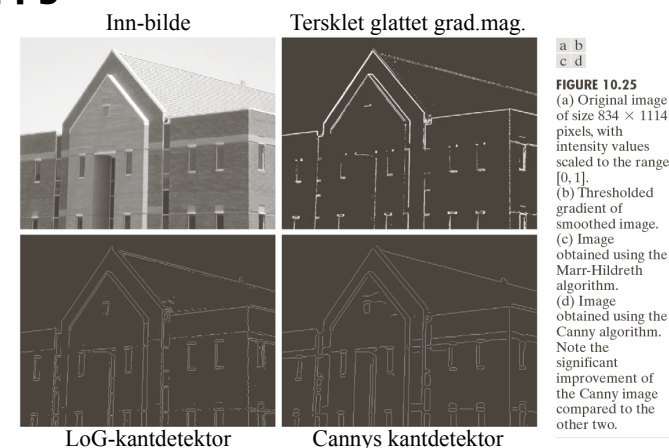 Inn-bilde
Tersklet glattet grad.mag.
LoG-kantdetektor
Cannys kantdetektor
a b
c d
FIGURE 10.25
(a) Original image
of size 834 × 1114
pixels, with
intensity values
scaled to the range
[0, 1].
(b) Thresholded
gradient of
smoothed image.
(c) Image
obtained using the
Marr-Hildreth
algorithm.
(d) Image
obtained using the
Canny algorithm.
Note the
significant
improvement of
the Canny image
compared to the
other two.